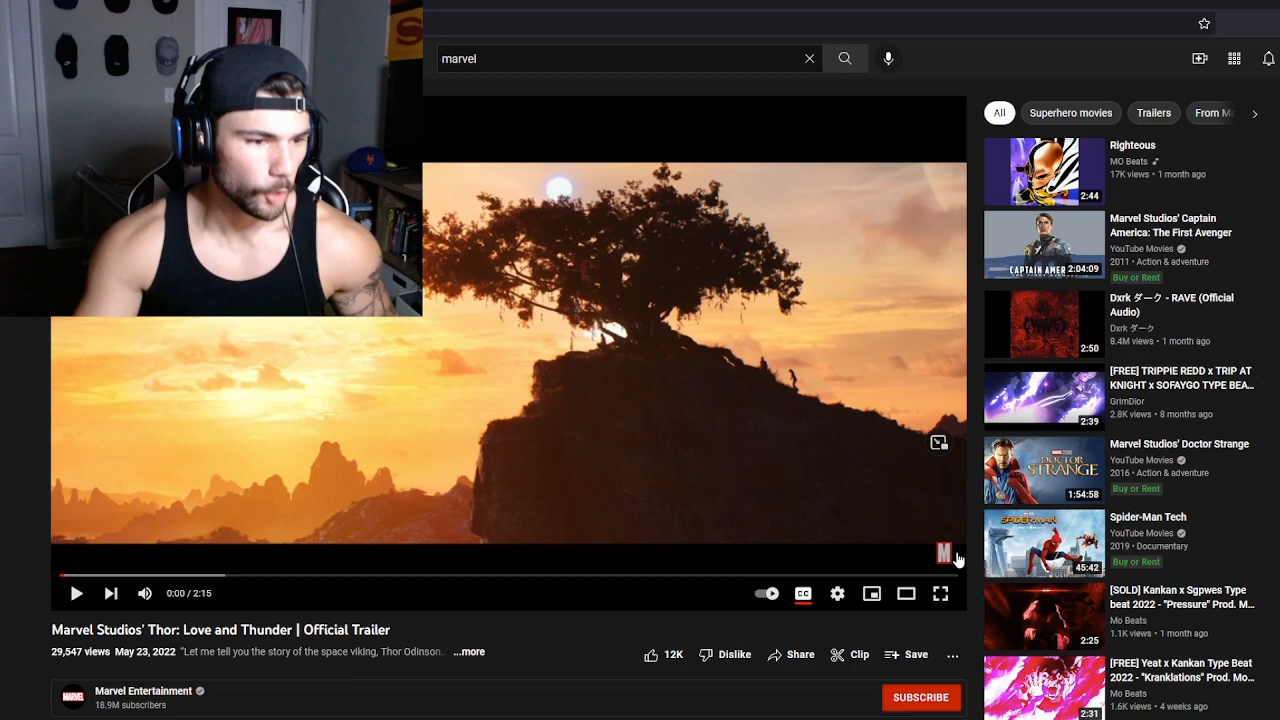 marvel
All
Superhero movies
Trailers
From Ma
Righteous
MO Beats
17K views • 1 month ago
2:44
Marvel Studios' Captain
America: The First Avenger
YouTube Movies
2011 • Action & adventure
Buy or Rent
CAPTAIN AMER
2:04:09
Dxrk ダーク - RAVE (Official
Audio)
Dxrk ダーク
8.4M views • 1 month ago
2:50
[FREE] TRIPPIE REDD x TRIP AT
KNIGHT x SOFAYGO TYPE BEA...
GrimDior
2.8K views • 8 months ago
2:39
Marvel Studios' Doctor Strange
YouTube Movies
2016 • Action & adventure
Buy or Rent
DOCTOR
STRANGE
1:54:58
Spider-Man Tech
YouTube Movies
2019 • Documentary
Buy or Rent
SPIDER-MAN
45:42
[SOLD] Kankan x Sgpwes Type
beat 2022 - "Pressure" Prod. M...
Mo Beats
1.1K views • 1 month ago
2:25
[FREE] Yeat x Kankan Type Beat
2022 - "Kranklations" Prod. Mo...
Mo Beats
1.6K views • 4 weeks ago
2:31
M
0:00 / 2:15
CC
Marvel Studios' Thor: Love and Thunder | Official Trailer
29,547 views May 23, 2022 "Let me tell you the story of the space viking, Thor Odinson. ...more
12K
Dislike
Share
Clip
Save
MARVEL
Marvel Entertainment
18.9M subscribers
SUBSCRIBE